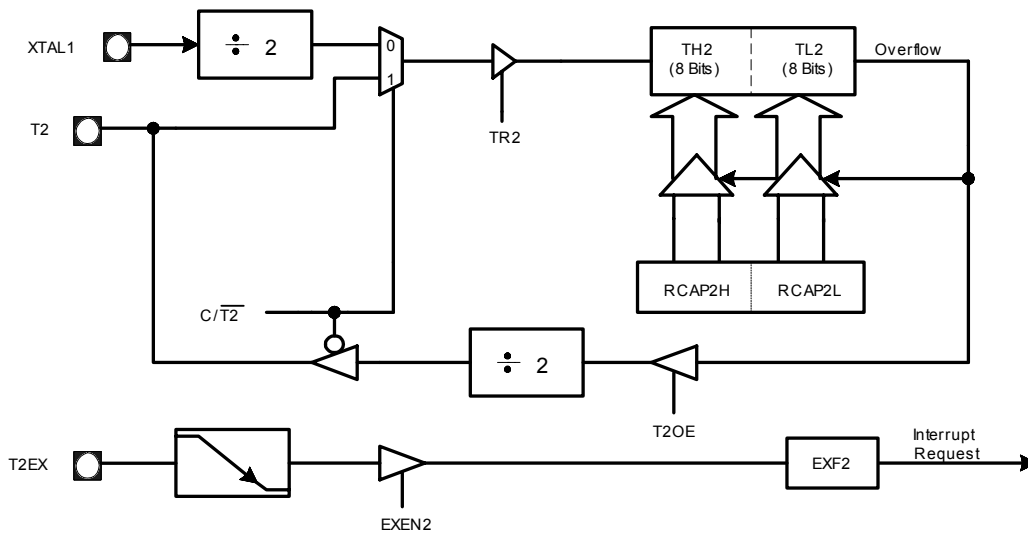 XTAL1
÷ 2
0
1
T2
TR2
TH2
(8 Bits)
TL2
(8 Bits)
Overflow
RCAP2H
RCAP2L
C/T2̅
÷ 2
T2OE
T2EX
EXEN2
EXF2
Interrupt
Request